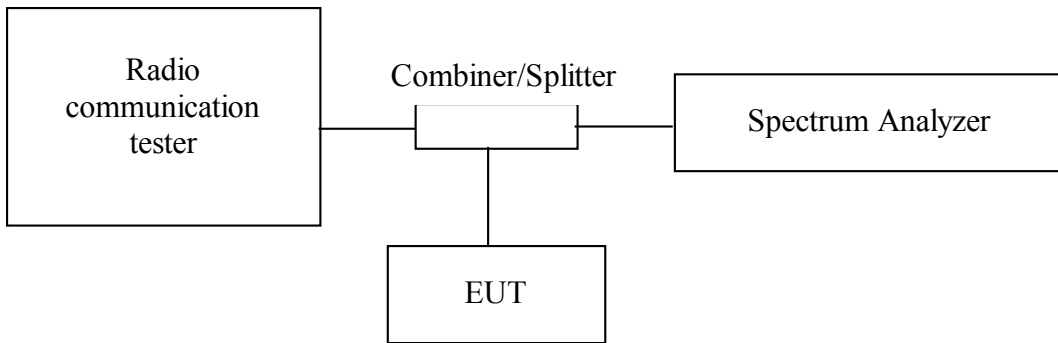 Radio
communication
tester
Combiner/Splitter
Spectrum Analyzer
EUT